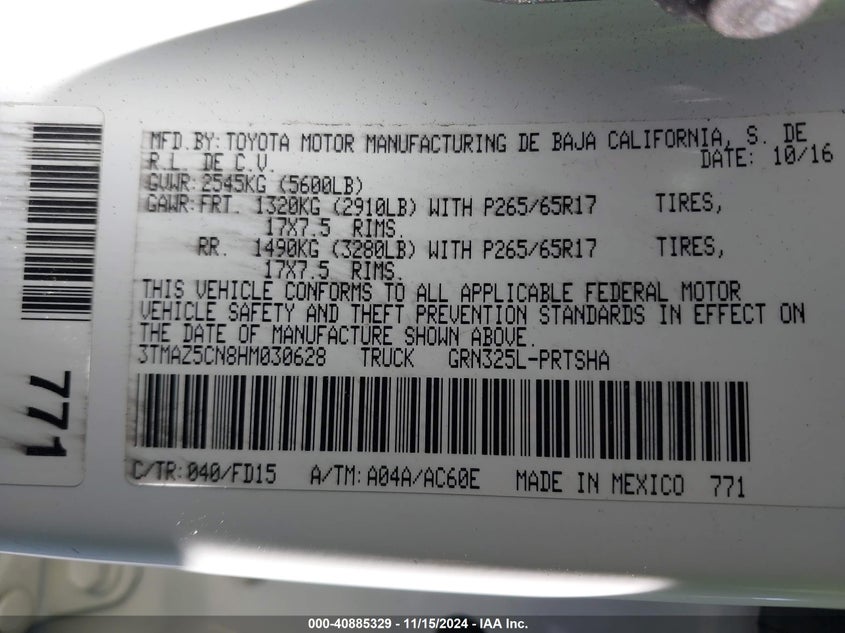 MFD. BY: TOYOTA MOTOR MANUFACTURING DE BAJA CALIFORNIA, S. DE
R.L. DE C.V. DATE: 10/16
GVWR: 2545KG (5600LB)
GAWR: FRT. 1320KG (2910LB) WITH P265/65R17 TIRES,
17X7.5 RIMS.
RR. 1490KG (3280LB) WITH P265/65R17 TIRES,
17X7.5 RIMS.
THIS VEHICLE CONFORMS TO ALL APPLICABLE FEDERAL MOTOR
VEHICLE SAFETY AND THEFT PREVENTION STANDARDS IN EFFECT ON
THE DATE OF MANUFACTURE SHOWN ABOVE.
3TMAZ5CN8HM030628 TRUCK GRN325L-PRTSHA
C/TR: 040/FD15 A/TM: A04A/AC60E MADE IN MEXICO 771
771
000-40885329 - 11/15/2024 - IAA Inc.